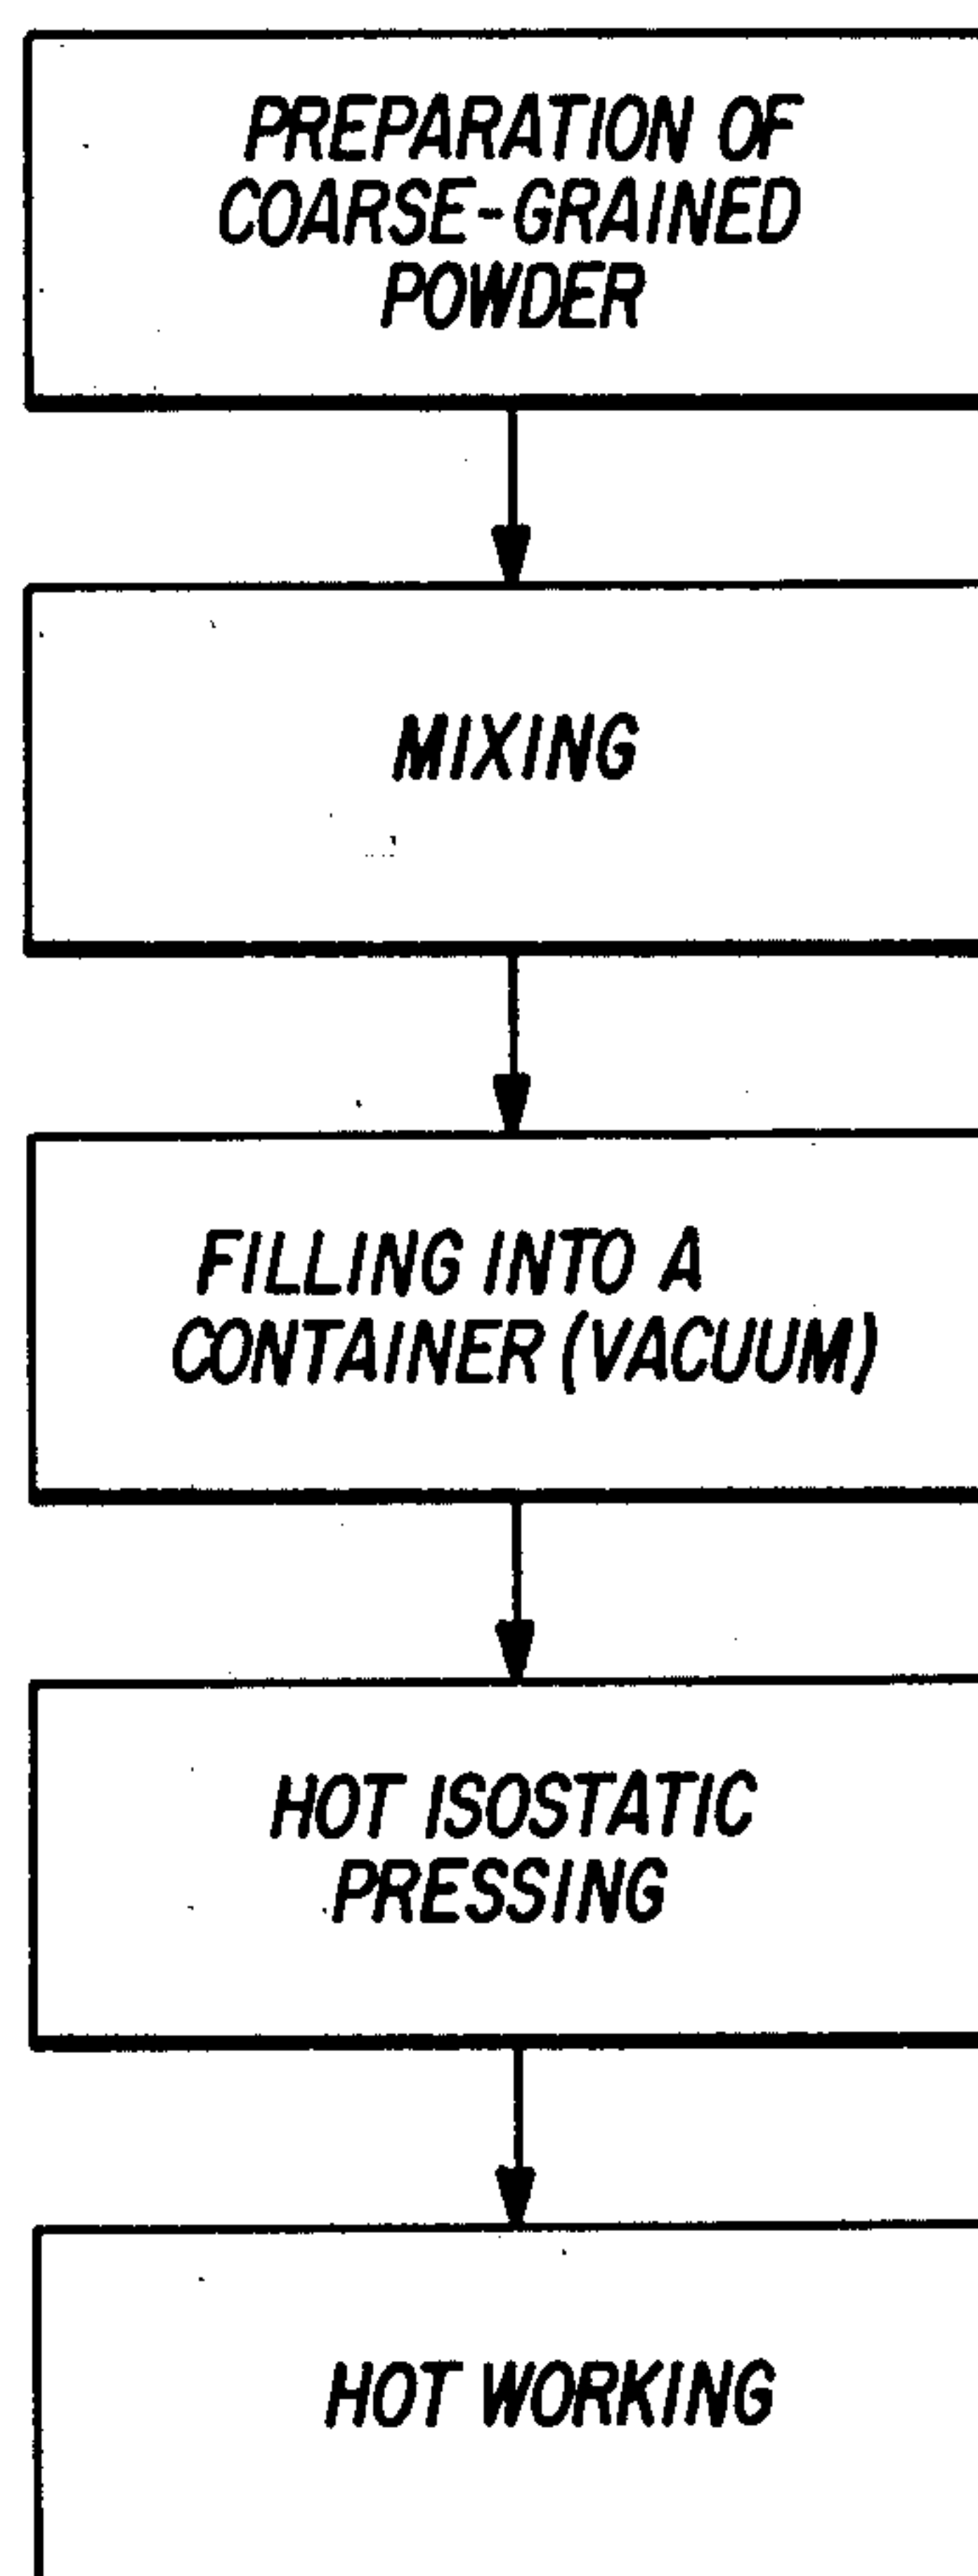 PREPARATION OF
COARSE-GRAINED
POWDER
MIXING
FILLING INTO A
CONTAINER (VACUUM)
HOT ISOSTATIC
PRESSING
HOT WORKING